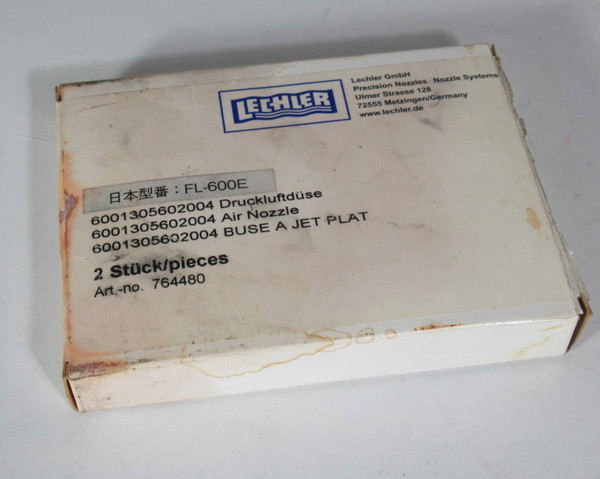 LECHLER
Lechler GmbH
Precision Nozzles Nozzle Systems
Ulmer Strasse 128
72555 Metzingen/Germany
www.lechler.de
日本型番：FL-600E
6001305602004 Druckluftdüse
6001305602004 Air Nozzle
6001305602004 BUSE A JET PLAT
2 Stück/pieces
Art.-no. 764480